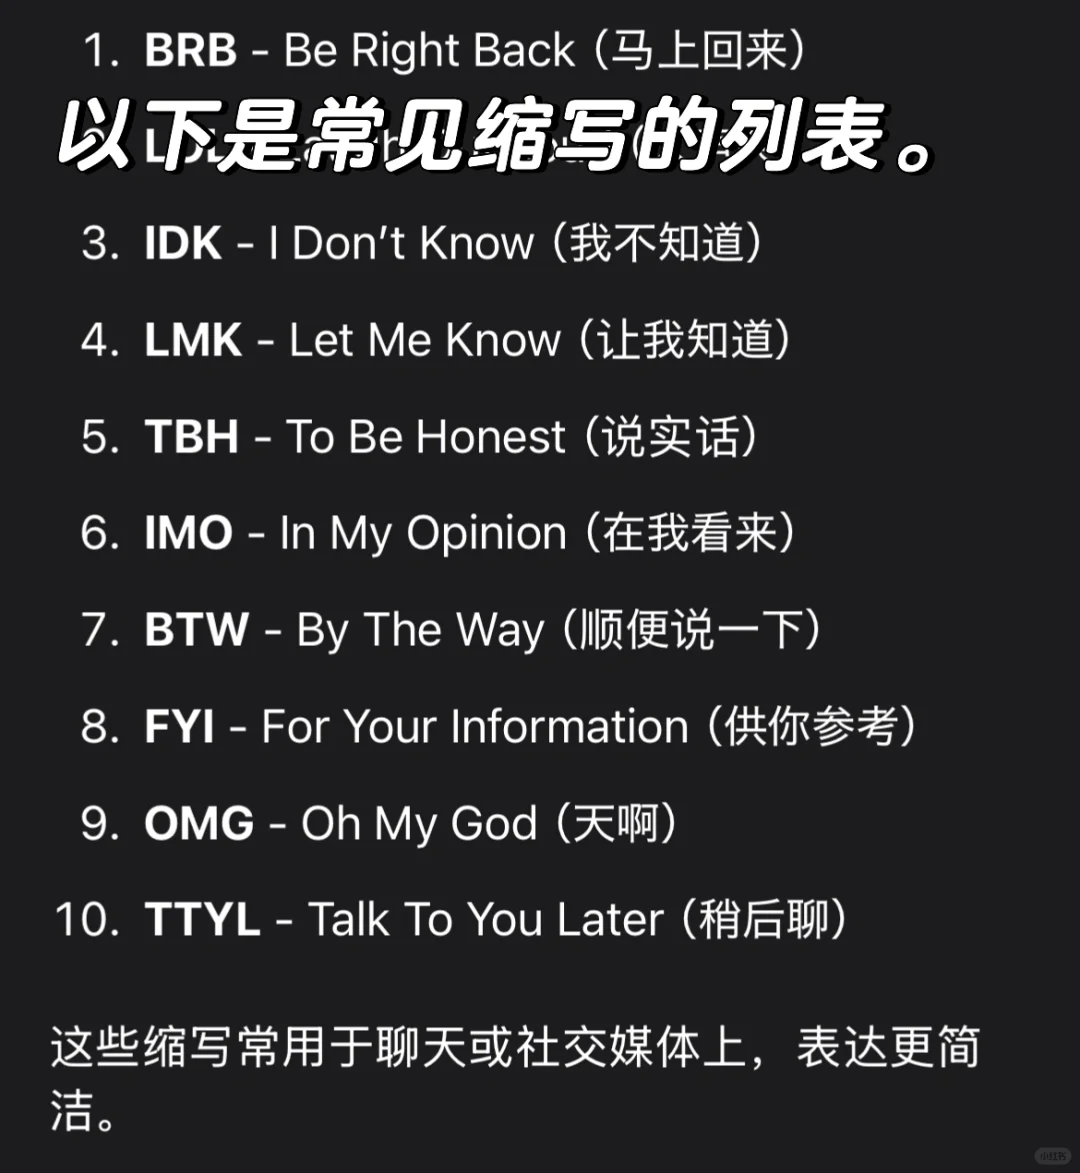 1. BRB - Be Right Back（马上回来）
以下是常见缩写的列表。
3. IDK - I Don’t Know（我不知道）
4. LMK - Let Me Know（让我知道）
5. TBH - To Be Honest（说实话）
6. IMO - In My Opinion（在我看来）
7. BTW - By The Way（顺便说一下）
8. FYI - For Your Information（供你参考）
9. OMG - Oh My God（天啊）
10. TTYL - Talk To You Later（稍后聊）
这些缩写常用于聊天或社交媒体上，表达更简
洁。
小红书